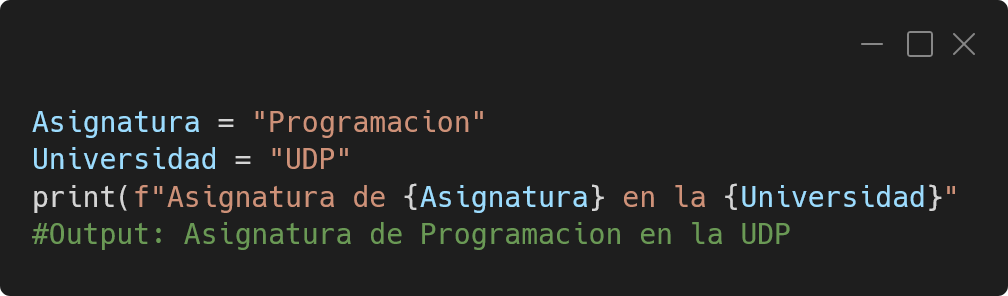 Asignatura = "Programacion"
Universidad = "UDP"
print(f"Asignatura de {Asignatura} en la {Universidad}"
#Output: Asignatura de Programacion en la UDP